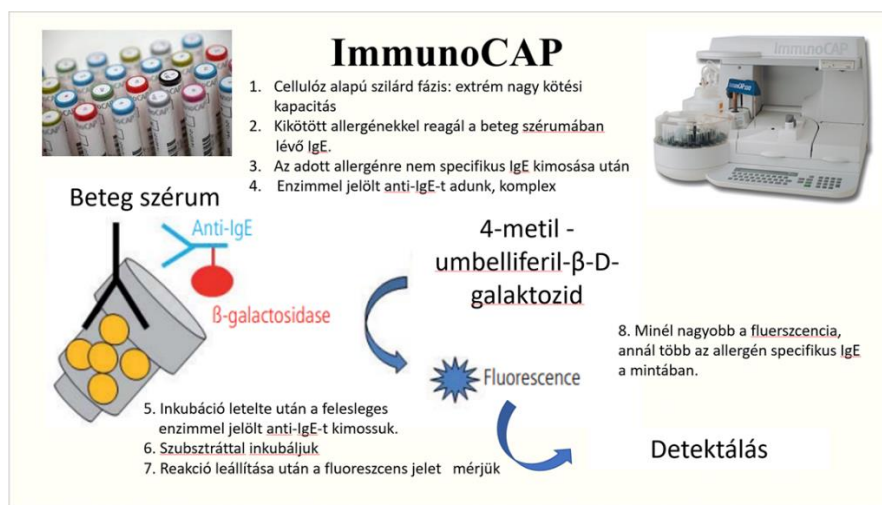 ImmunoCAP
1. Cellulóz alapú szilárd fázis: extrém nagy kötési
kapacitás
2. Kikötött allergénekkel reagál a beteg szérumában
lévő IgE.
3. Az adott allergénre nem specifikus IgE kimosása után
4. Enzimmel jelölt anti-IgE-t adunk, komplex
ImmunoCAP
Beteg szérum
Anti-IgE
ß-galactosidase
4-metil -
umbelliferil-β-D-
galaktozid
Fluorescence
8. Minél nagyobb a fluerszcencia,
annál több az allergén specifikus IgE
a mintában.
5. Inkubáció letelte után a felesleges
enzimmel jelölt anti-IgE-t kimossuk.
6. Szubsztráttal inkubáljuk
7. Reakció leállítása után a fluoreszcens jelet mérjük
Detektálás